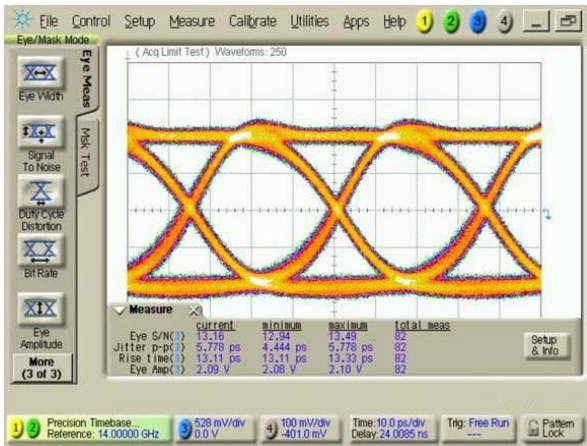 File Control Setup Measure Calibrate Utilities Apps Help 1 2 3 4
Eye/Mask Mode
( Acq Limit Test ) Waveforms: 250
Eye Meas
Msk Test
Eye Width
Signal
To Noise
Duty Cycle
Distortion
Bit Rate
Eye
Amplitude
More
(3 of 3)
Measure
current minimum maximum total meas
Eye S/N(3) 13.16 12.94 13.49 82
Jitter p-p(3) 5.778 ps 4.444 ps 5.778 ps 82
Rise time(3) 13.11 ps 13.11 ps 13.33 ps 82
Eye Amp(3) 2.09 V 2.08 V 2.10 V 82
Setup
& Info
1 2 Precision Timebase...
Reference: 14.00000 GHz
3 528 mV/div
0.0 V
4 100 mV/div
-401.0 mV
Time:10.0 ps/div
Delay:24.0085 ns
Trig: Free Run
----
Pattern
Lock